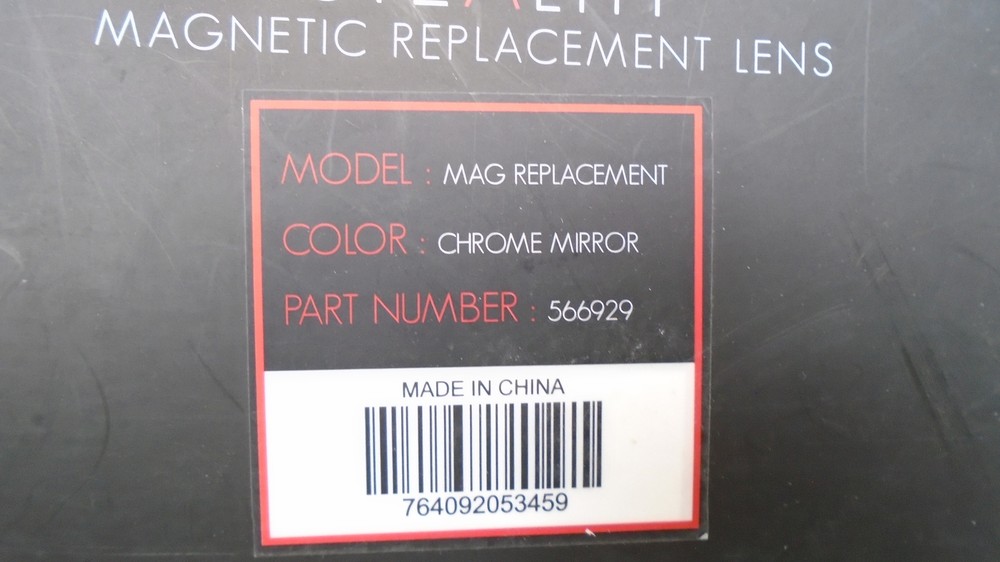 MAGNETIC REPLACEMENT LENS
MODEL : MAG REPLACEMENT
COLOR : CHROME MIRROR
PART NUMBER : 566929
MADE IN CHINA
764092053459